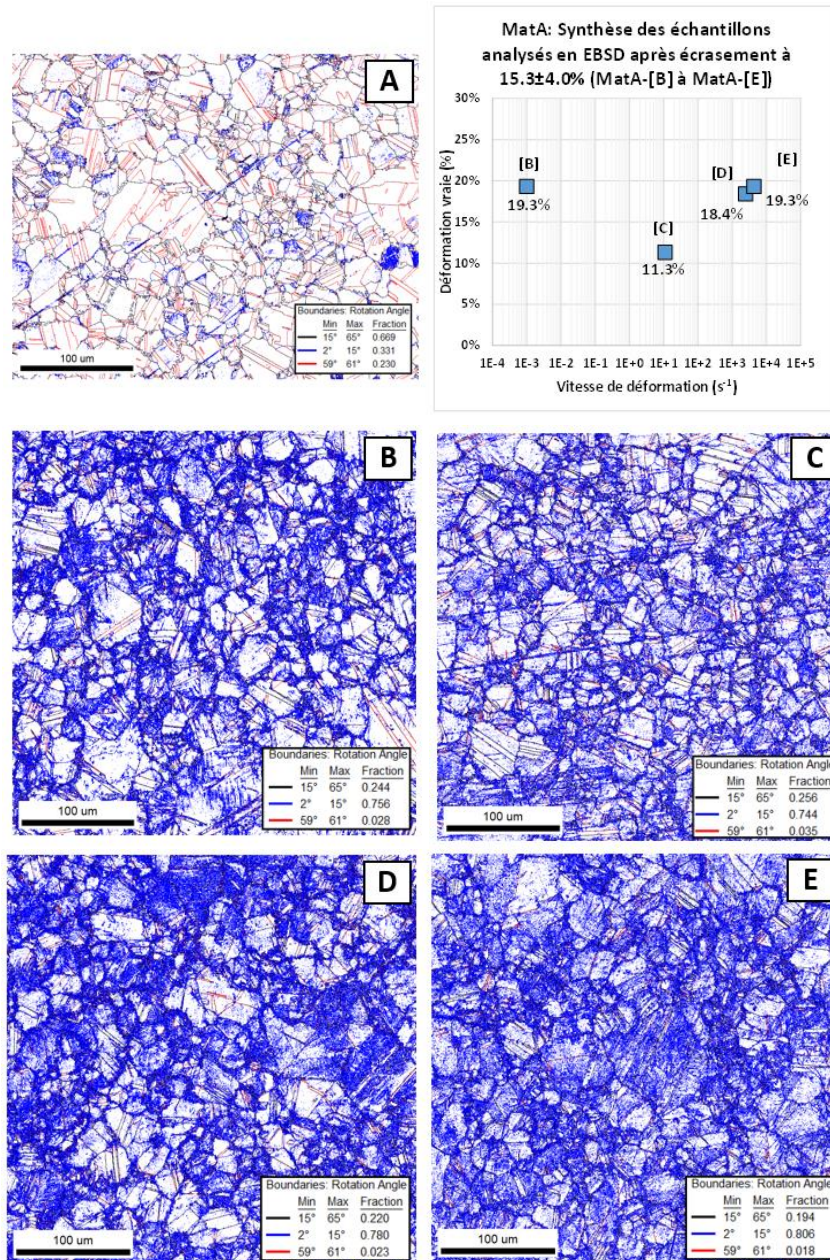 A
Boundaries: Rotation Angle
Min Max Fraction
15° 65° 0.669
2° 15° 0.331
59° 61° 0.230
100 um
MatA: Synthèse des échantillons
analysés en EBSD après écrasement à
15.3±4.0% (MatA-[B] à MatA-[E])
Déformation vraie (%)
30%
25%
20%
15%
10%
5%
0%
[B]
19.3%
[C]
11.3%
[D]
18.4%
[E]
19.3%
1E-4 1E-3 1E-2 1E-1 1E+0 1E+1 1E+2 1E+3 1E+4 1E+5
Vitesse de déformation (s⁻¹)
B
Boundaries: Rotation Angle
Min Max Fraction
15° 65° 0.244
2° 15° 0.756
59° 61° 0.028
100 um
C
Boundaries: Rotation Angle
Min Max Fraction
15° 65° 0.256
2° 15° 0.744
59° 61° 0.035
100 um
D
Boundaries: Rotation Angle
Min Max Fraction
15° 65° 0.220
2° 15° 0.780
59° 61° 0.023
100 um
E
Boundaries: Rotation Angle
Min Max Fraction
15° 65° 0.194
2° 15° 0.806
59° 61° 0.018
100 um